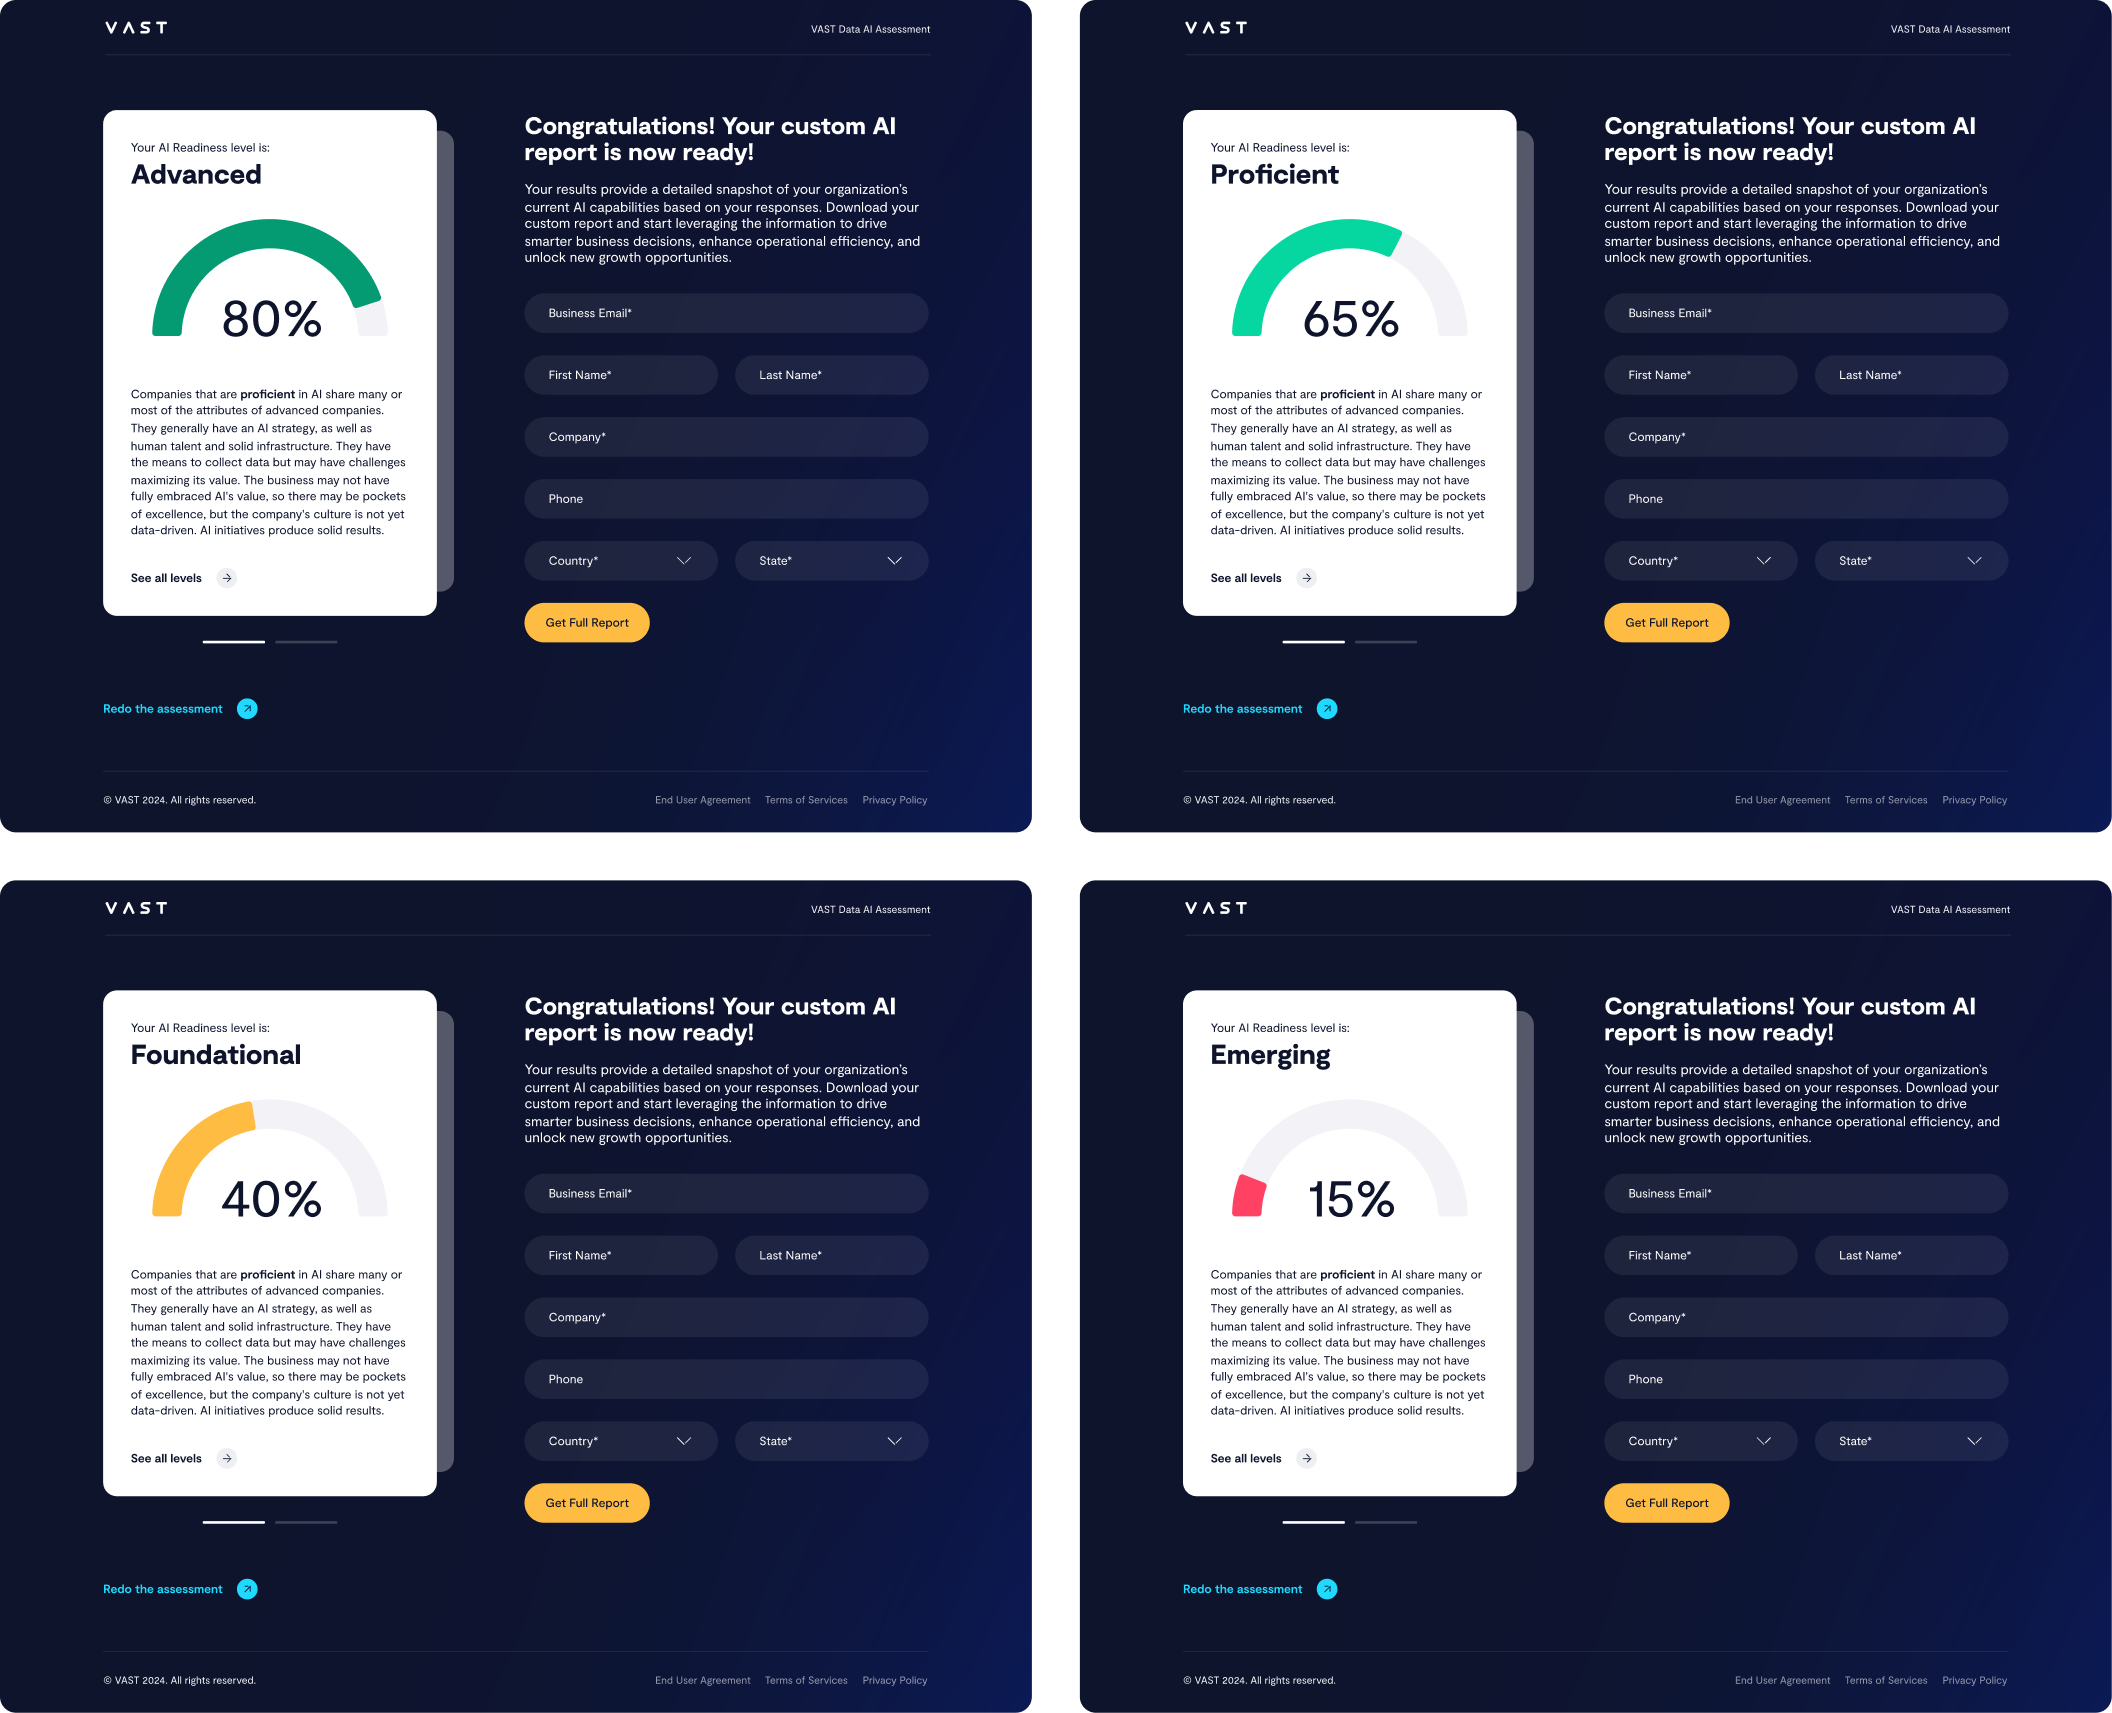 VAST
VAST Data AI Assessment
Your AI Readiness level is:
Advanced
80%
Companies that are proficient in AI share many or
most of the attributes of advanced companies.
They generally have an AI strategy, as well as
human talent and solid infrastructure. They have
the means to collect data but may have challenges
maximizing its value. The business may not have
fully embraced AI's value, so there may be pockets
of excellence, but the company's culture is not yet
data-driven. AI initiatives produce solid results.
See all levels
Congratulations! Your custom AI
report is now ready!
Your results provide a detailed snapshot of your organization's
current AI capabilities based on your responses. Download your
custom report and start leveraging the information to drive
smarter business decisions, enhance operational efficiency, and
unlock new growth opportunities.
Business Email*
First Name*
Last Name*
Company*
Phone
Country*
State*
Get Full Report
Redo the assessment
© VAST 2024. All rights reserved.
End User Agreement
Terms of Services
Privacy Policy
VAST
VAST Data AI Assessment
Your AI Readiness level is:
Proficient
65%
Companies that are proficient in AI share many or
most of the attributes of advanced companies.
They generally have an AI strategy, as well as
human talent and solid infrastructure. They have
the means to collect data but may have challenges
maximizing its value. The business may not have
fully embraced AI's value, so there may be pockets
of excellence, but the company's culture is not yet
data-driven. AI initiatives produce solid results.
See all levels
Congratulations! Your custom AI
report is now ready!
Your results provide a detailed snapshot of your organization's
current AI capabilities based on your responses. Download your
custom report and start leveraging the information to drive
smarter business decisions, enhance operational efficiency, and
unlock new growth opportunities.
Business Email*
First Name*
Last Name*
Company*
Phone
Country*
State*
Get Full Report
Redo the assessment
© VAST 2024. All rights reserved.
End User Agreement
Terms of Services
Privacy Policy
VAST
VAST Data AI Assessment
Your AI Readiness level is:
Foundational
40%
Companies that are proficient in AI share many or
most of the attributes of advanced companies.
They generally have an AI strategy, as well as
human talent and solid infrastructure. They have
the means to collect data but may have challenges
maximizing its value. The business may not have
fully embraced AI's value, so there may be pockets
of excellence, but the company's culture is not yet
data-driven. AI initiatives produce solid results.
See all levels
Congratulations! Your custom AI
report is now ready!
Your results provide a detailed snapshot of your organization's
current AI capabilities based on your responses. Download your
custom report and start leveraging the information to drive
smarter business decisions, enhance operational efficiency, and
unlock new growth opportunities.
Business Email*
First Name*
Last Name*
Company*
Phone
Country*
State*
Get Full Report
Redo the assessment
© VAST 2024. All rights reserved.
End User Agreement
Terms of Services
Privacy Policy
VAST
VAST Data AI Assessment
Your AI Readiness level is:
Emerging
15%
Companies that are proficient in AI share many or
most of the attributes of advanced companies.
They generally have an AI strategy, as well as
human talent and solid infrastructure. They have
the means to collect data but may have challenges
maximizing its value. The business may not have
fully embraced AI's value, so there may be pockets
of excellence, but the company's culture is not yet
data-driven. AI initiatives produce solid results.
See all levels
Congratulations! Your custom AI
report is now ready!
Your results provide a detailed snapshot of your organization's
current AI capabilities based on your responses. Download your
custom report and start leveraging the information to drive
smarter business decisions, enhance operational efficiency, and
unlock new growth opportunities.
Business Email*
First Name*
Last Name*
Company*
Phone
Country*
State*
Get Full Report
Redo the assessment
© VAST 2024. All rights reserved.
End User Agreement
Terms of Services
Privacy Policy